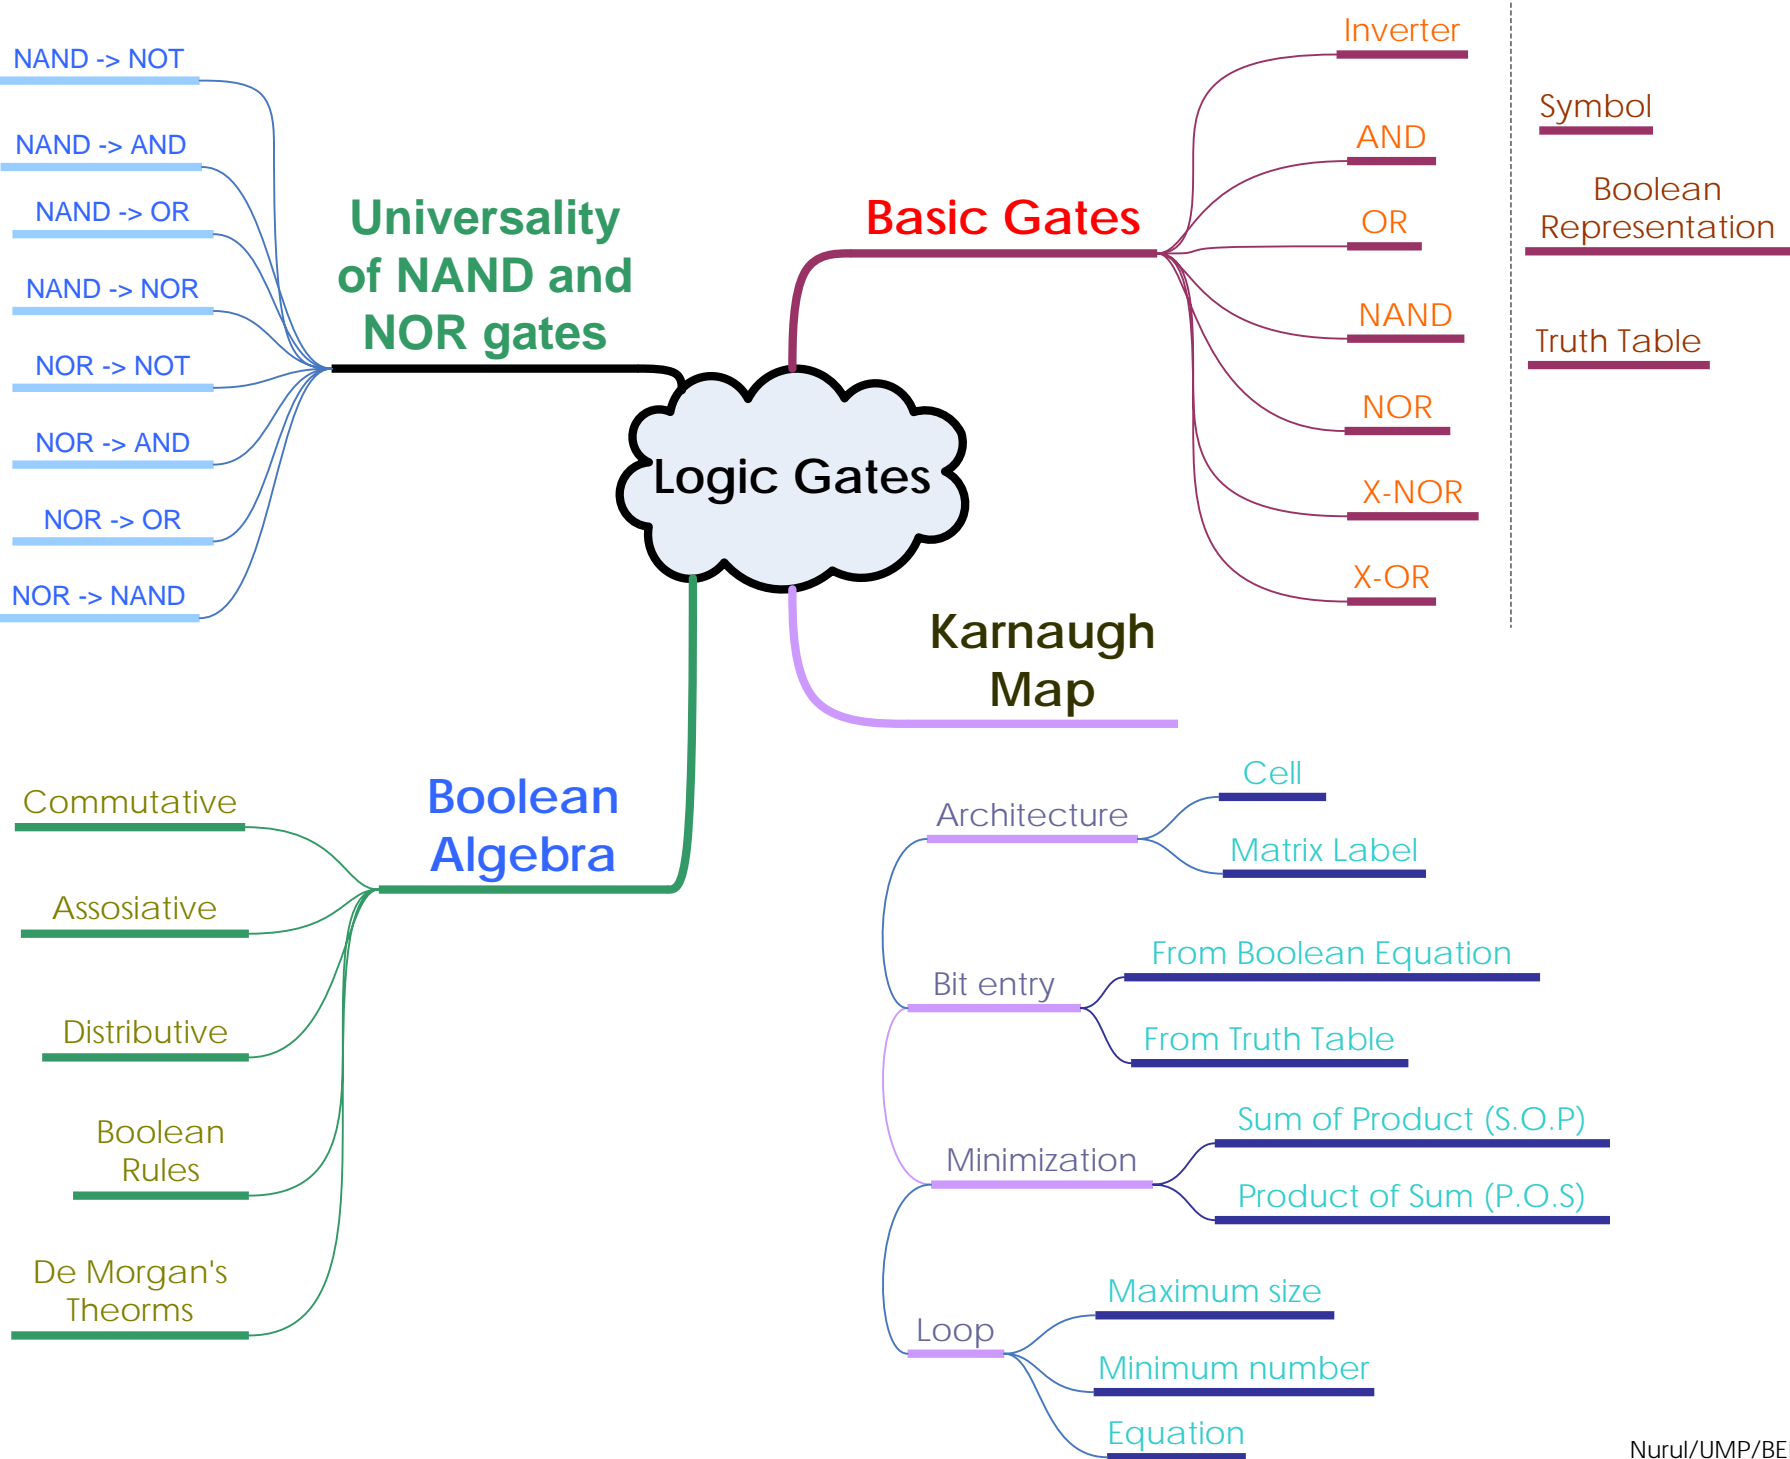 Logic Gates
Basic Gates
Inverter
AND
OR
NAND
NOR
X-NOR
X-OR
Symbol
Boolean
Representation
Truth Table
Universality
of NAND and
NOR gates
NAND -> NOT
NAND -> AND
NAND -> OR
NAND -> NOR
NOR -> NOT
NOR -> AND
NOR -> OR
NOR -> NAND
Boolean
Algebra
Commutative
Assosiative
Distributive
Boolean
Rules
De Morgan's
Theorms
Karnaugh
Map
Architecture
Cell
Matrix Label
Bit entry
From Boolean Equation
From Truth Table
Minimization
Sum of Product (S.O.P)
Product of Sum (P.O.S)
Loop
Maximum size
Minimum number
Equation
Nurul/UMP/BE